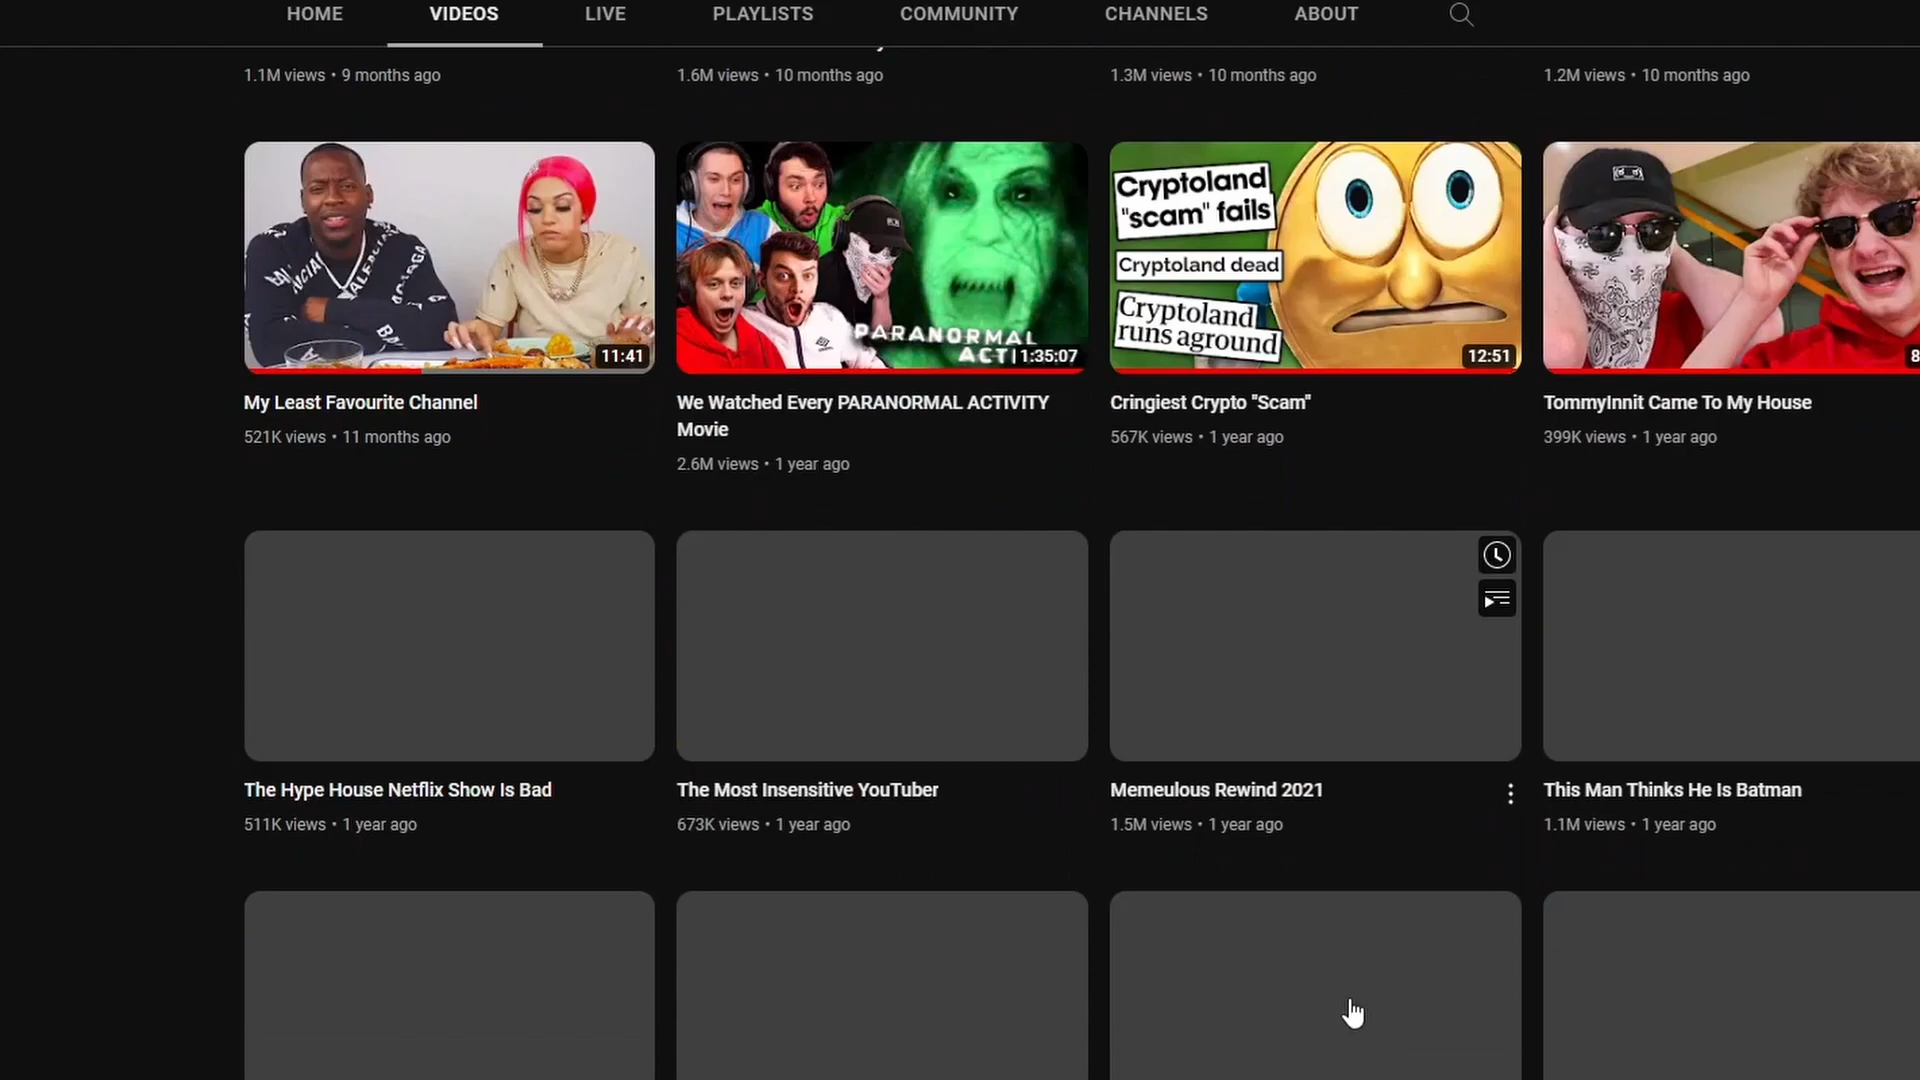 HOME VIDEOS LIVE PLAYLISTS COMMUNITY CHANNELS ABOUT
1.1M views • 9 months ago
1.6M views • 10 months ago
1.3M views • 10 months ago
1.2M views • 10 months ago
11:41
PARANORMAL
ACTI
1:35:07
Cryptoland
"scam" fails
Cryptoland dead
Cryptoland
runs aground
12:51
8
My Least Favourite Channel
521K views • 11 months ago
We Watched Every PARANORMAL ACTIVITY
Movie
2.6M views • 1 year ago
Cringiest Crypto "Scam"
567K views • 1 year ago
TommyInnit Came To My House
399K views • 1 year ago
The Hype House Netflix Show Is Bad
511K views • 1 year ago
The Most Insensitive YouTuber
673K views • 1 year ago
Memeulous Rewind 2021
1.5M views • 1 year ago
This Man Thinks He Is Batman
1.1M views • 1 year ago